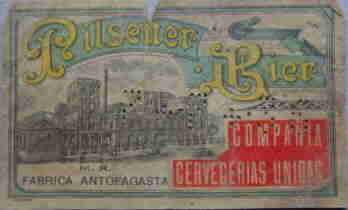 Pilsener
Bier
COMPAÑIA
CERVECERIAS UNIDAS
M. R.
FABRICA ANTOFAGASTA